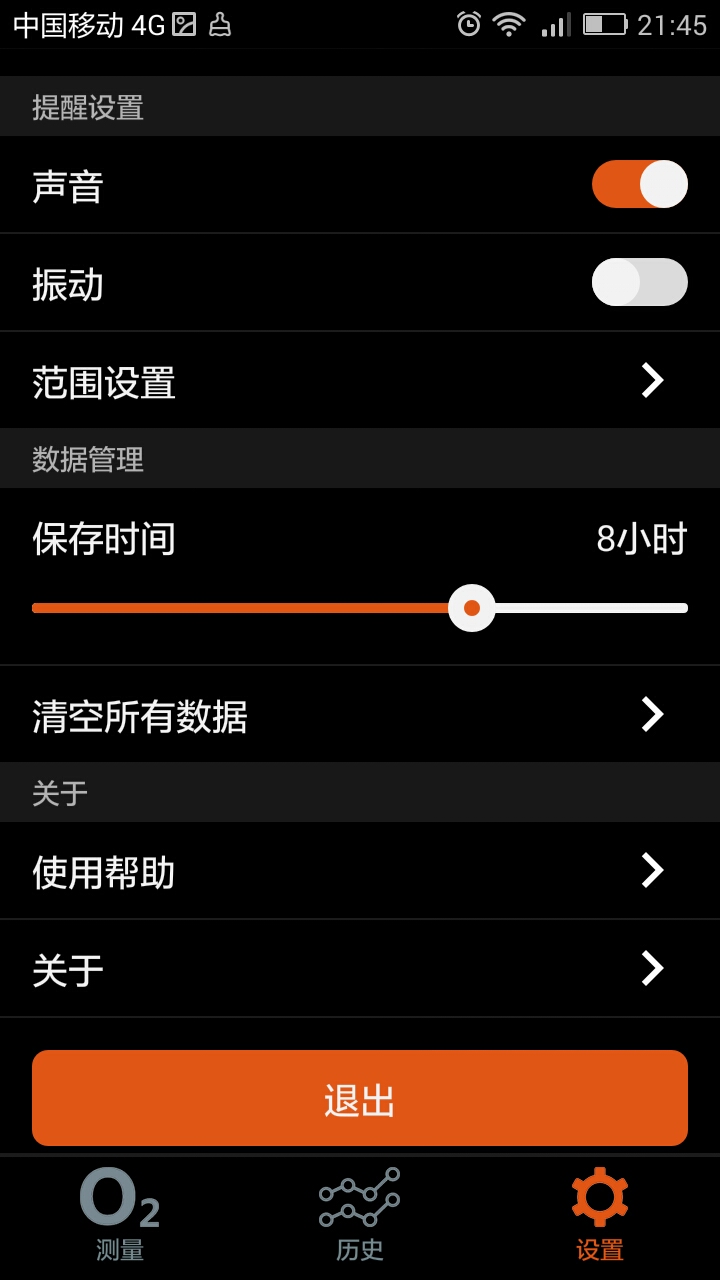 中国移动 4G 21:45
提醒设置
声音
振动
范围设置
数据管理
保存时间 8小时
清空所有数据
关于
使用帮助
关于
退出
O2
测量 历史 设置